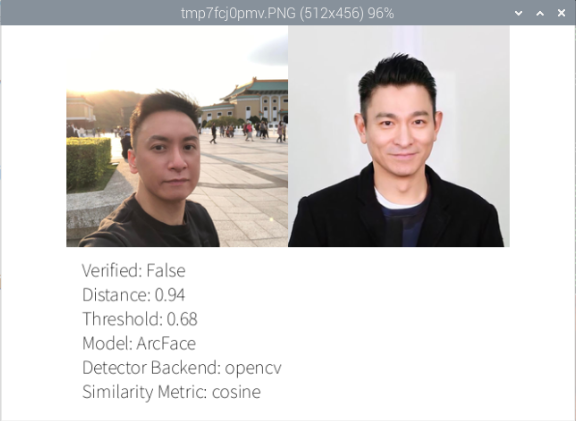 tmp7fcj0pmv.PNG (512x456) 96%
Verified: False
Distance: 0.94
Threshold: 0.68
Model: ArcFace
Detector Backend: opencv
Similarity Metric: cosine